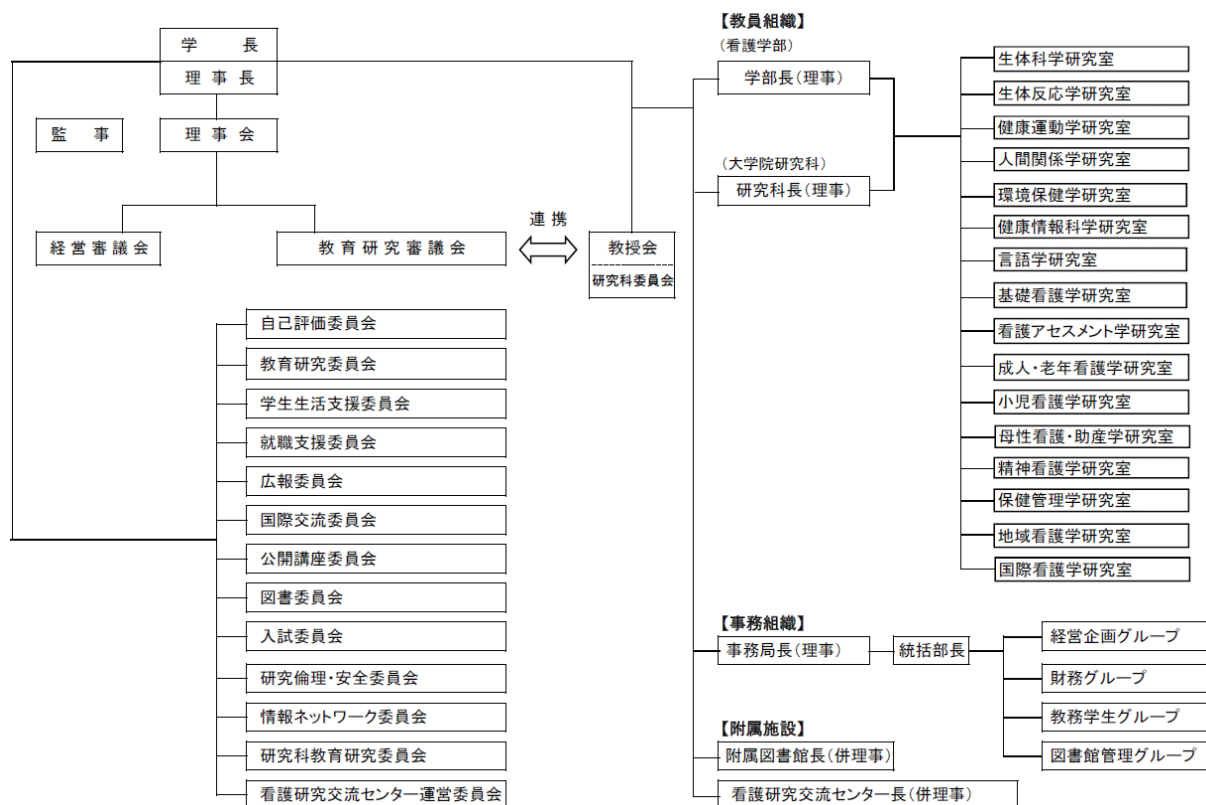 学 長
理 事 長
監 事
理 事 会
経 営 審 議 会
教 育 研 究 審 議 会
連 携
教授会
研究科委員会
自己評価委員会
教育研究委員会
学生生活支援委員会
就職支援委員会
広報委員会
国際交流委員会
公開講座委員会
図書委員会
入試委員会
研究倫理・安全委員会
情報ネットワーク委員会
研究科教育研究委員会
看護研究交流センター運営委員会
【教員組織】
(看護学部)
学部長(理事)
(大学院研究科)
研究科長(理事)
生体科学研究室
生体反応学研究室
健康運動学研究室
人間関係学研究室
環境保健学研究室
健康情報科学研究室
言語学研究室
基礎看護学研究室
看護アセスメント学研究室
成人・老年看護学研究室
小児看護学研究室
母性看護・助産学研究室
精神看護学研究室
保健管理学研究室
地域看護学研究室
国際看護学研究室
【事務組織】
事務局長(理事)
統括部長
経営企画グループ
財務グループ
教務学生グループ
図書館管理グループ
【附属施設】
附属図書館長(併理事)
看護研究交流センター長(併理事)